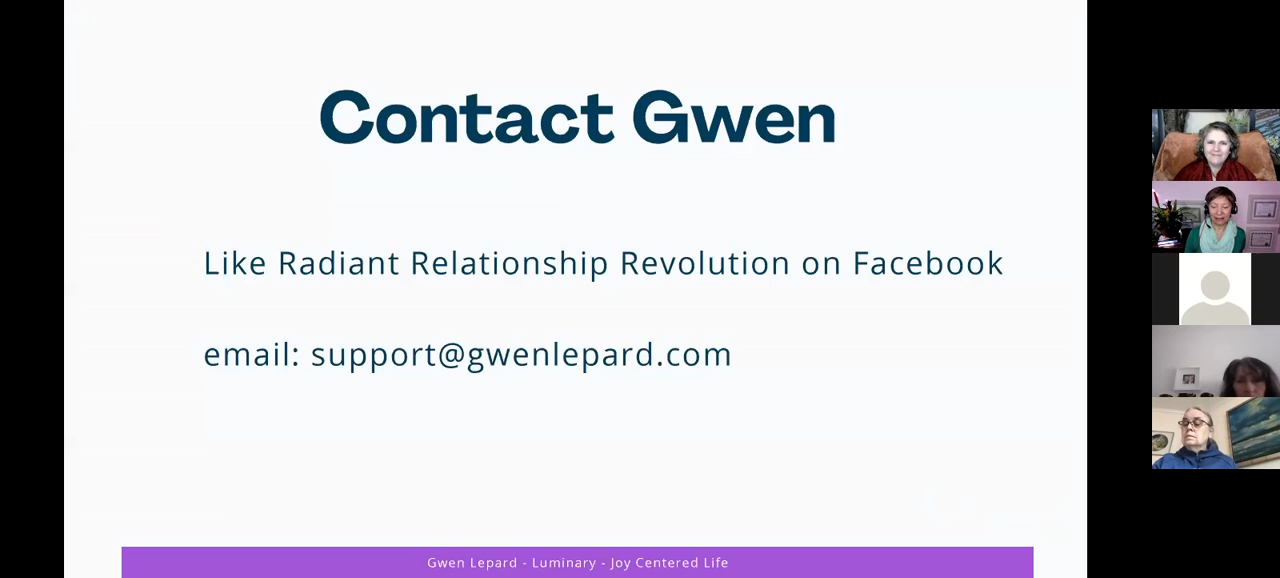 Contact Gwen
Like Radiant Relationship Revolution on Facebook
email: support@gwenlepard.com
Gwen Lepard - Luminary - Joy Centered Life